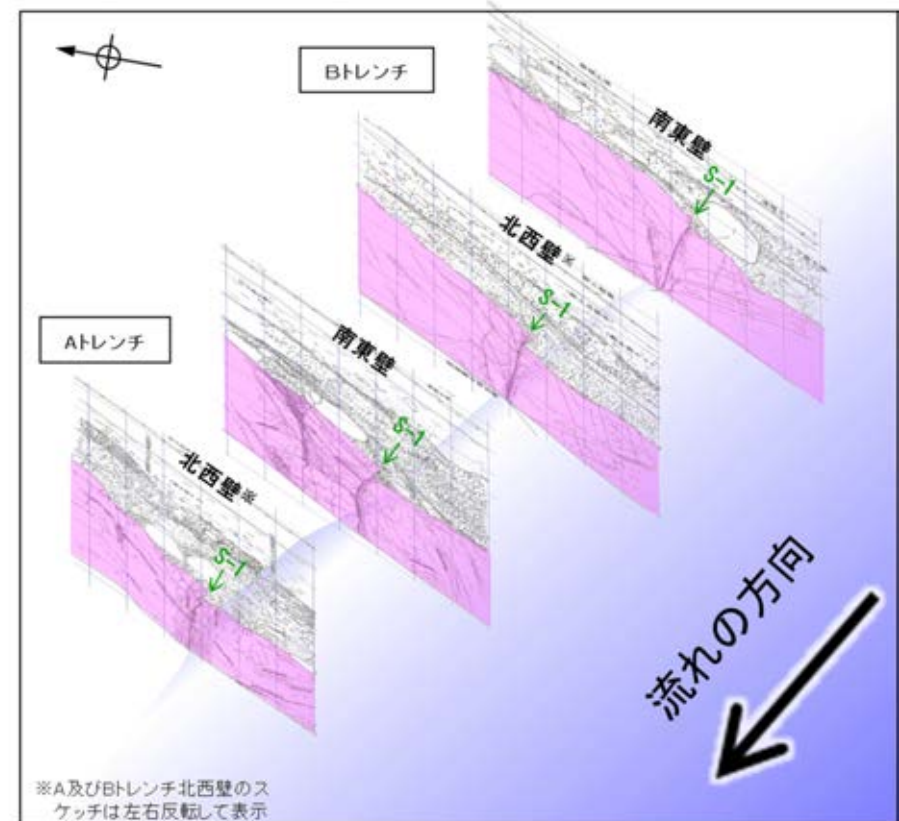 Bトレンチ
南東壁
S-1
北西壁※
S-1
Aトレンチ
南東壁
S-1
北西壁※
S-1
流れの方向
※A及びBトレンチ北西壁のス
ケッチは左右反転して表示